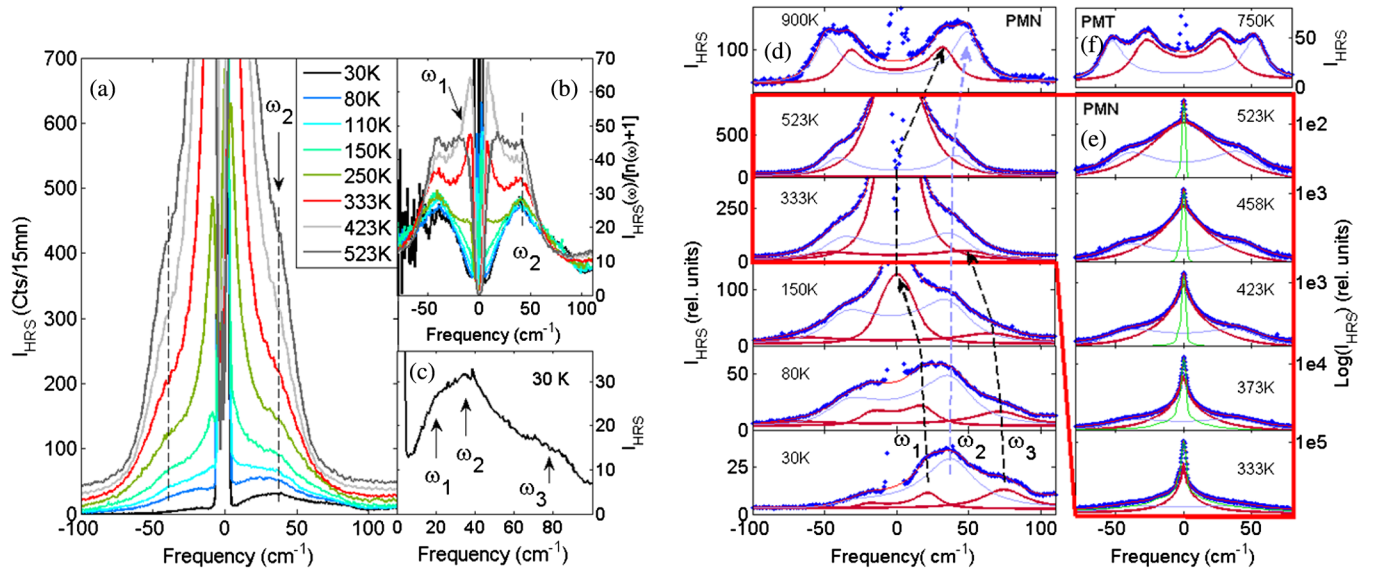 (a)
I_HRS (Cts/15mn)
700
600
500
400
300
200
100
0
-100
-50
0
50
100
Frequency (cm⁻¹)
ω₂
30K
80K
110K
150K
250K
333K
423K
523K
(b)
ω₁
ω₂
70
60
50
40
30
20
10
0
I_HRS(ω)/[n(ω)+1]
-50
0
50
100
Frequency (cm⁻¹)
(c)
30 K
ω₁
ω₂
ω₃
30
20
10
0
I_HRS
20
40
60
80
Frequency (cm⁻¹)
(d)
900K
PMN
I_HRS
100
523K
500
0
333K
250
0
I_HRS (rel. units)
150K
100
0
80K
50
0
30K
25
0
ω₁
ω₂
ω₃
-50
0
50
100
Frequency( cm⁻¹)
PMT
(f)
750K
50
0
I_HRS
PMN
(e)
523K
1e2
458K
1e3
423K
1e3
373K
1e4
333K
1e5
Log(I_HRS) (rel. units)
-50
0
50
Frequency (cm⁻¹)